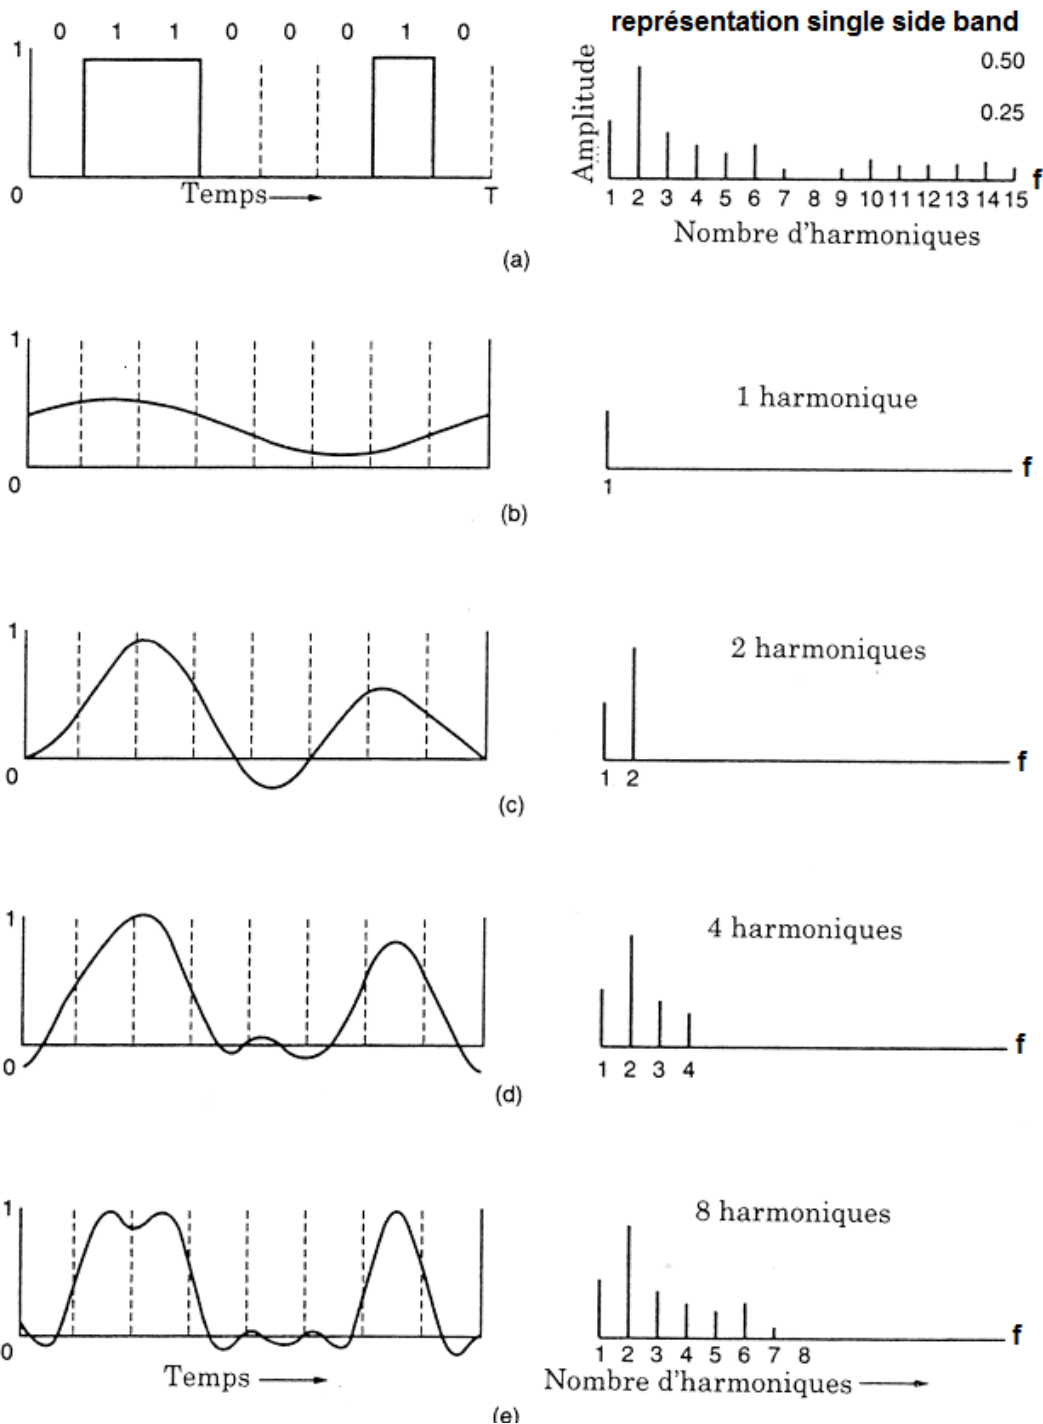 0 1 1 0 0 0 1 0
1
0
Temps
T
représentation single side band
Amplitude
0.50
0.25
f
1 2 3 4 5 6 7 8 9 10 11 12 13 14 15
Nombre d'harmoniques
(a)
1
0
1 harmonique
f
1
(b)
1
0
2 harmoniques
f
1 2
(c)
1
0
4 harmoniques
f
1 2 3 4
(d)
1
0
Temps
8 harmoniques
f
1 2 3 4 5 6 7 8
Nombre d'harmoniques
(e)